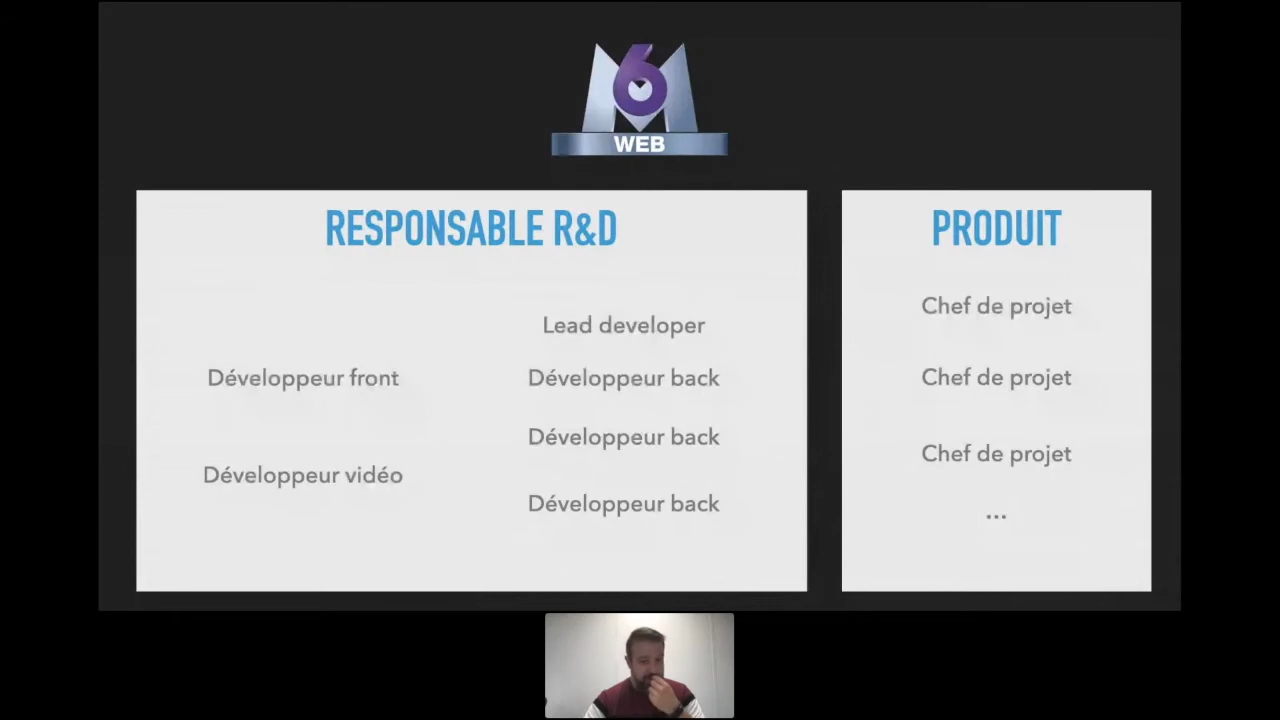 M6
WEB
RESPONSABLE R&D
Développeur front
Développeur vidéo
Lead developer
Développeur back
Développeur back
Développeur back
PRODUIT
Chef de projet
Chef de projet
Chef de projet
...